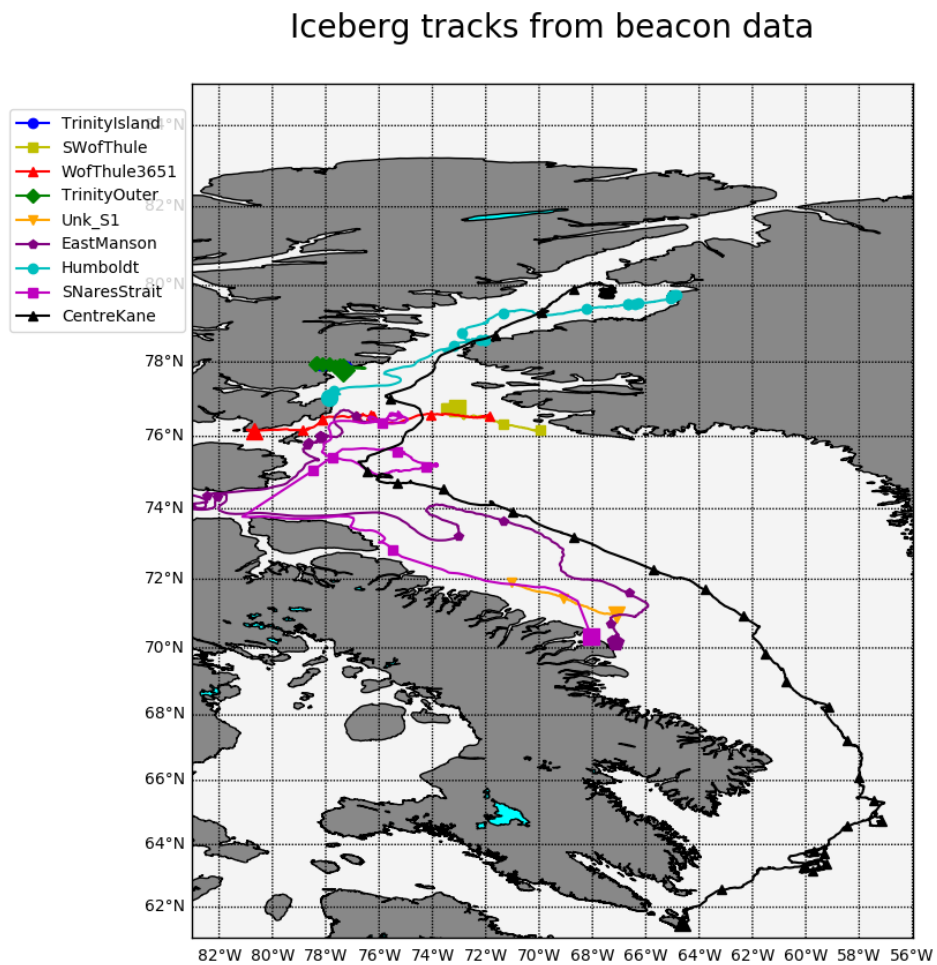 Iceberg tracks from beacon data
TrinityIsland
SWofThule
WofThule3651
TrinityOuter
Unk_S1
EastManson
Humboldt
SNaresStrait
CentreKane
84°N
82°N
80°N
78°N
76°N
74°N
72°N
70°N
68°N
66°N
64°N
62°N
82°W 80°W 78°W 76°W 74°W 72°W 70°W 68°W 66°W 64°W 62°W 60°W 58°W 56°W